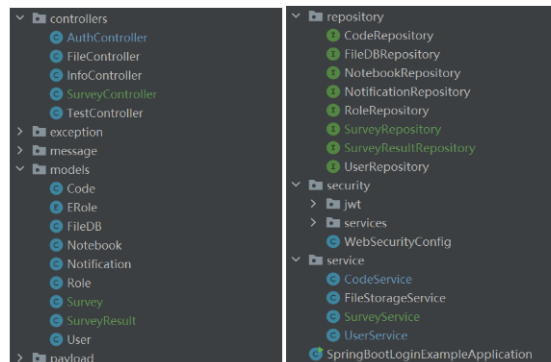 controllers
AuthController
FileController
InfoController
SurveyController
TestController
exception
message
models
Code
ERole
FileDB
Notebook
Notification
Role
Survey
SurveyResult
User
payload
repository
CodeRepository
FileDBRepository
NotebookRepository
NotificationRepository
RoleRepository
SurveyRepository
SurveyResultRepository
UserRepository
security
jwt
services
WebSecurityConfig
service
CodeService
FileStorageService
SurveyService
UserService
SpringBootLoginExampleApplication